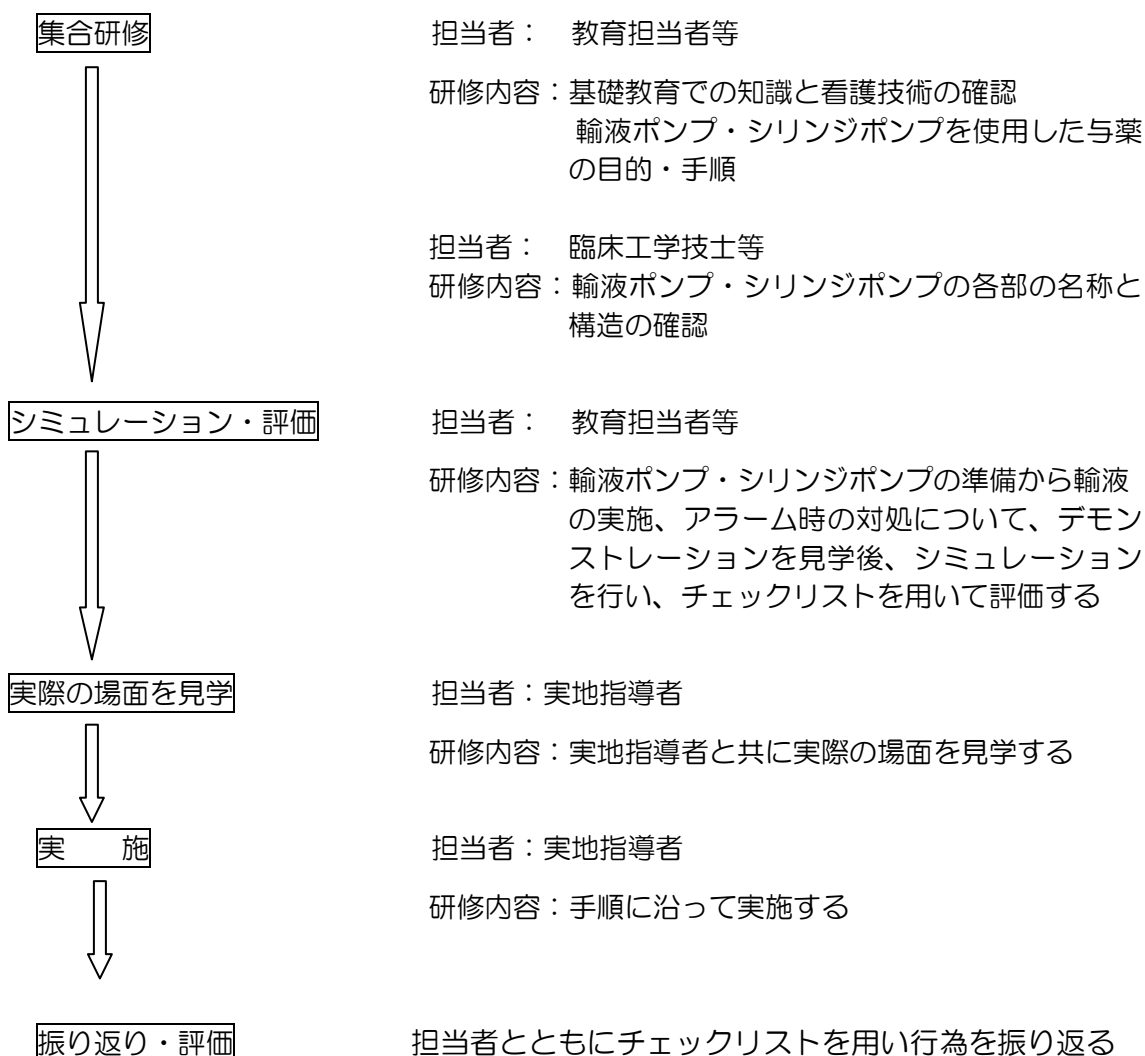 集合研修 担当者： 教育担当者等
研修内容：基礎教育での知識と看護技術の確認
輸液ポンプ・シリンジポンプを使用した与薬
の目的・手順
担当者： 臨床工学技士等
研修内容：輸液ポンプ・シリンジポンプの各部の名称と
構造の確認
シミュレーション・評価 担当者： 教育担当者等
研修内容：輸液ポンプ・シリンジポンプの準備から輸液
の実施、アラーム時の対処について、デモン
ストレーションを見学後、シミュレーション
を行い、チェックリストを用いて評価する
実際の場面を見学 担当者：実地指導者
研修内容：実地指導者と共に実際の場面を見学する
実　　施 担当者：実地指導者
研修内容：手順に沿って実施する
振り返り・評価 担当者とともにチェックリストを用い行為を振り返る